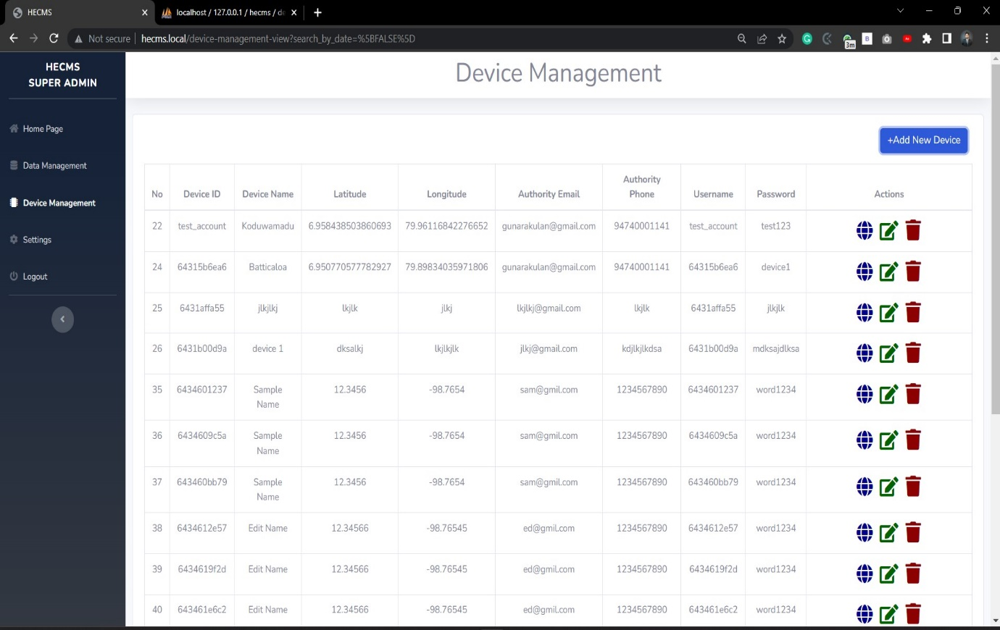 HECMS
localhost / 127.0.0.1 / hecms / de
Not secure
hecms.local/device-management-view?search_by_date=%5BFALSE%5D
3m
HECMS
SUPER ADMIN
Home Page
Data Management
Device Management
Settings
Logout
Device Management
+Add New Device
No Device ID Device Name Latitude Longitude Authority Email Authority Phone Username Password Actions
22 test_account Koduwamadu 6.958438503860693 79.96116842276652 gunarakulan@gmail.com 94740001141 test_account test123
24 64315b6ea6 Batticaloa 6.950770577782927 79.89834035971806 gunarakulan@gmail.com 94740001141 64315b6ea6 device1
25 6431affa55 jlkjlkj lkjlk jlkj lkjlkj@gmail.com lkjlk 6431affa55 jlkjlk
26 6431b00d9a device 1 dksalkj lkjlkjlk jlkj@gmail.com kdjlkjlkdsa 6431b00d9a mdksajdlksa
35 6434601237 Sample Name 12.3456 -98.7654 sam@gmil.com 1234567890 6434601237 word1234
36 6434609c5a Sample Name 12.3456 -98.7654 sam@gmil.com 1234567890 6434609c5a word1234
37 643460bb79 Sample Name 12.3456 -98.7654 sam@gmil.com 1234567890 643460bb79 word1234
38 6434612e57 Edit Name 12.34566 -98.76545 ed@gmil.com 1234567890 6434612e57 word1234
39 6434619f2d Edit Name 12.34566 -98.76545 ed@gmil.com 1234567890 6434619f2d word1234
40 643461e6c2 Edit Name 12.34566 -98.76545 ed@gmil.com 1234567890 643461e6c2 word1234